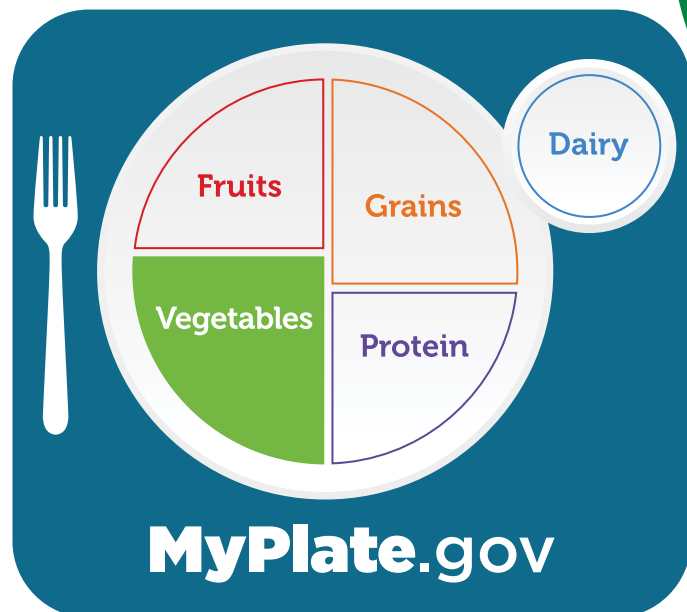 Fruits
Grains
Dairy
Vegetables
Protein
MyPlate.gov